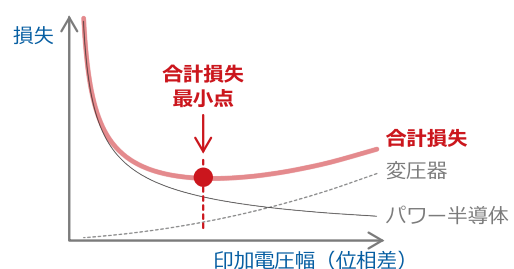 損失
合計損失
最小点
合計損失
変圧器
パワー半導体
印加電圧幅（位相差）